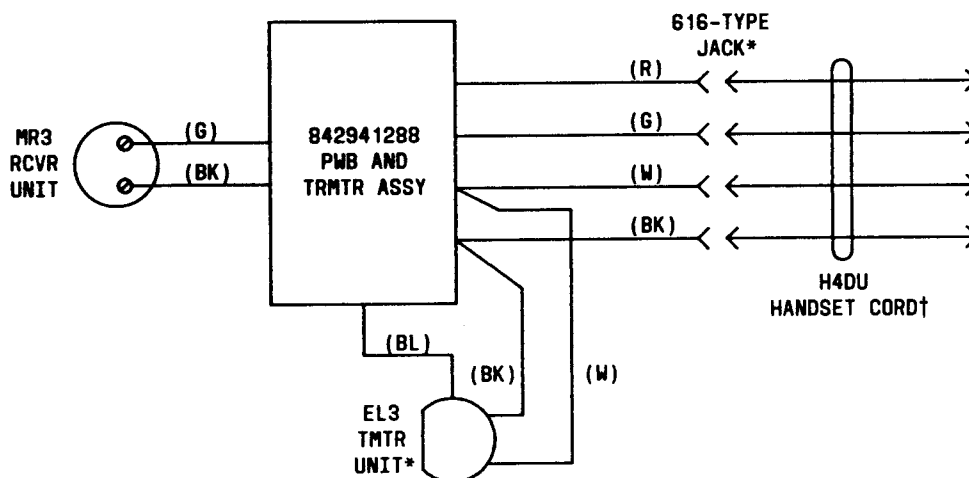 616-TYPE
JACK*
(R)
(G)
(W)
(BK)
MR3
RCVR
UNIT
(G)
(BK)
842941288
PWB AND
TRMTR ASSY
H4DU
HANDSET CORD†
(BL)
(BK)
(W)
EL3
TMTR
UNIT*